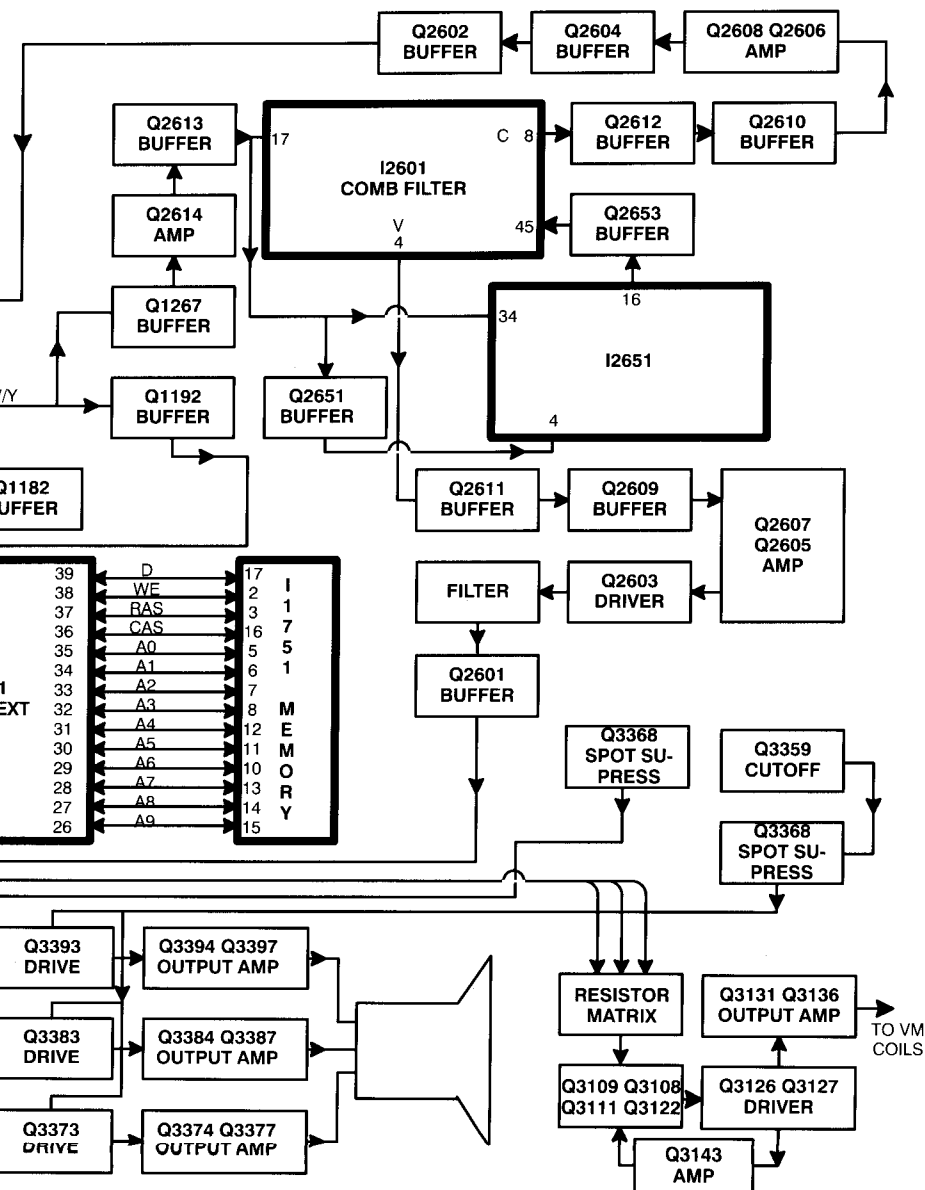 Q2602
BUFFER
Q2604
BUFFER
Q2608 Q2606
AMP
Q2613
BUFFER
17
I2601
COMB FILTER
C 8
V
4
45
Q2612
BUFFER
Q2610
BUFFER
Q2614
AMP
Q2653
BUFFER
Q1267
BUFFER
34
16
I2651
4
/Y
Q1192
BUFFER
Q2651
BUFFER
Q1182
UFFER
Q2611
BUFFER
Q2609
BUFFER
Q2607
Q2605
AMP
FILTER
Q2603
DRIVER
Q2601
BUFFER
1
EXT
39 D 17
38 WE 2
37 RAS 3
36 CAS 16
35 A0 5
34 A1 6
33 A2 7
32 A3 8
31 A4 12
30 A5 11
29 A6 10
28 A7 13
27 A8 14
26 A9 15
I1751 MEMORY
Q3368
SPOT SU-
PRESS
Q3359
CUTOFF
Q3368
SPOT SU-
PRESS
Q3393
DRIVE
Q3394 Q3397
OUTPUT AMP
Q3383
DRIVE
Q3384 Q3387
OUTPUT AMP
Q3373
DRIVE
Q3374 Q3377
OUTPUT AMP
RESISTOR
MATRIX
Q3131 Q3136
OUTPUT AMP
TO VM
COILS
Q3109 Q3108
Q3111 Q3122
Q3126 Q3127
DRIVER
Q3143
AMP